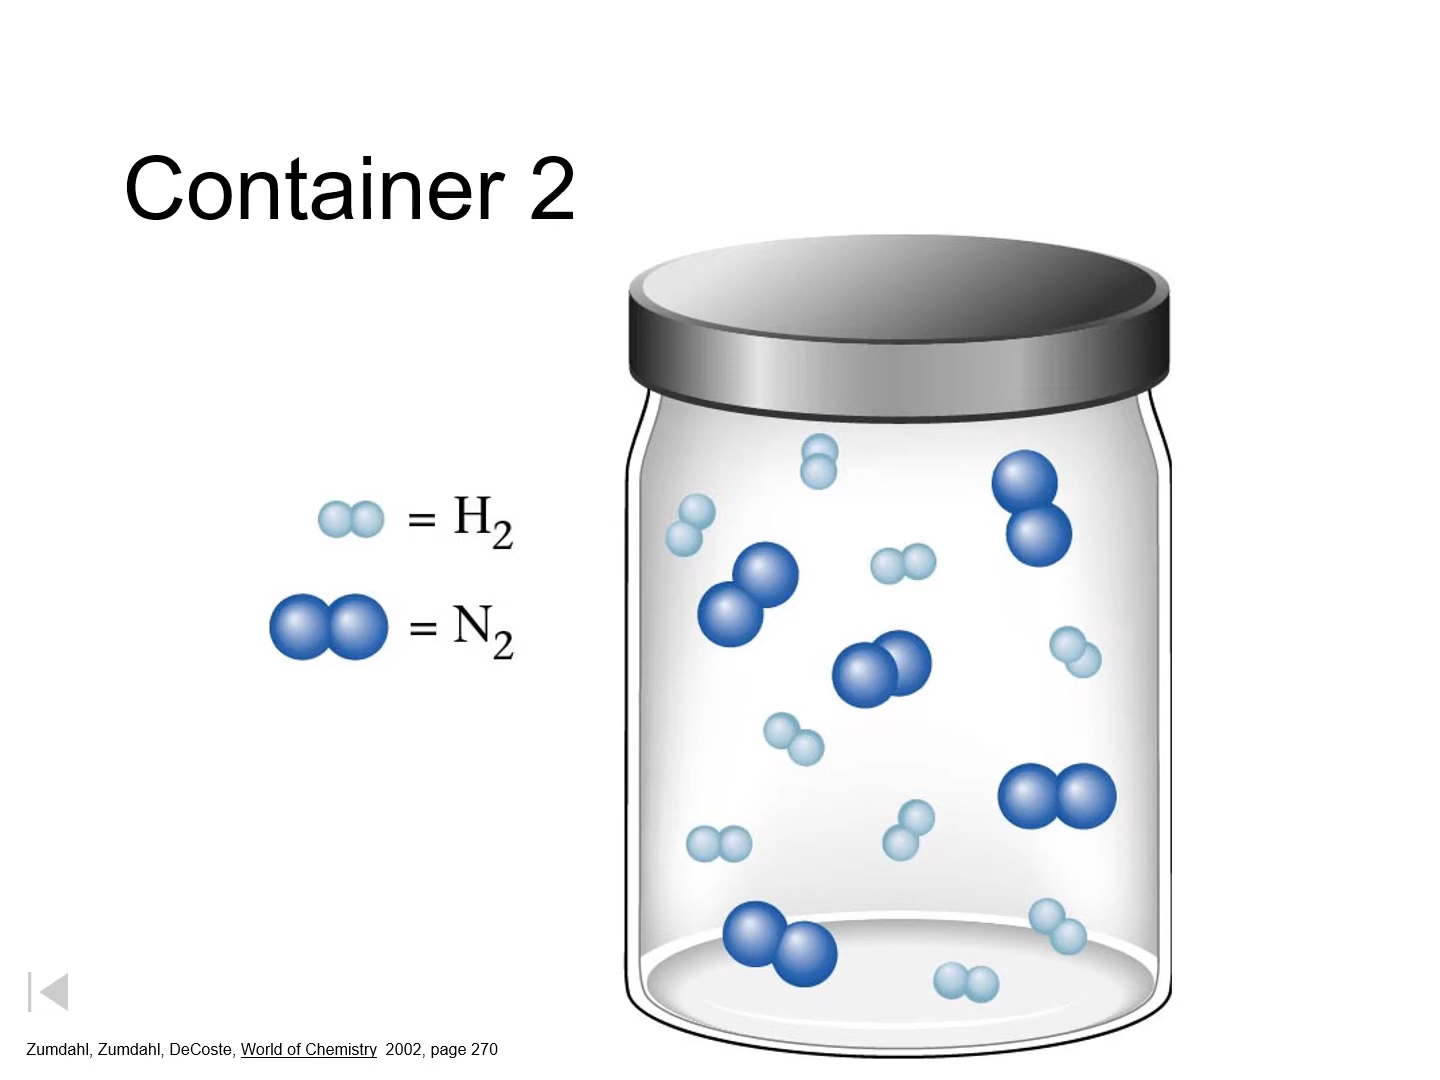 Container 2
= H₂
= N₂
Zumdahl, Zumdahl, DeCoste, World of Chemistry 2002, page 270